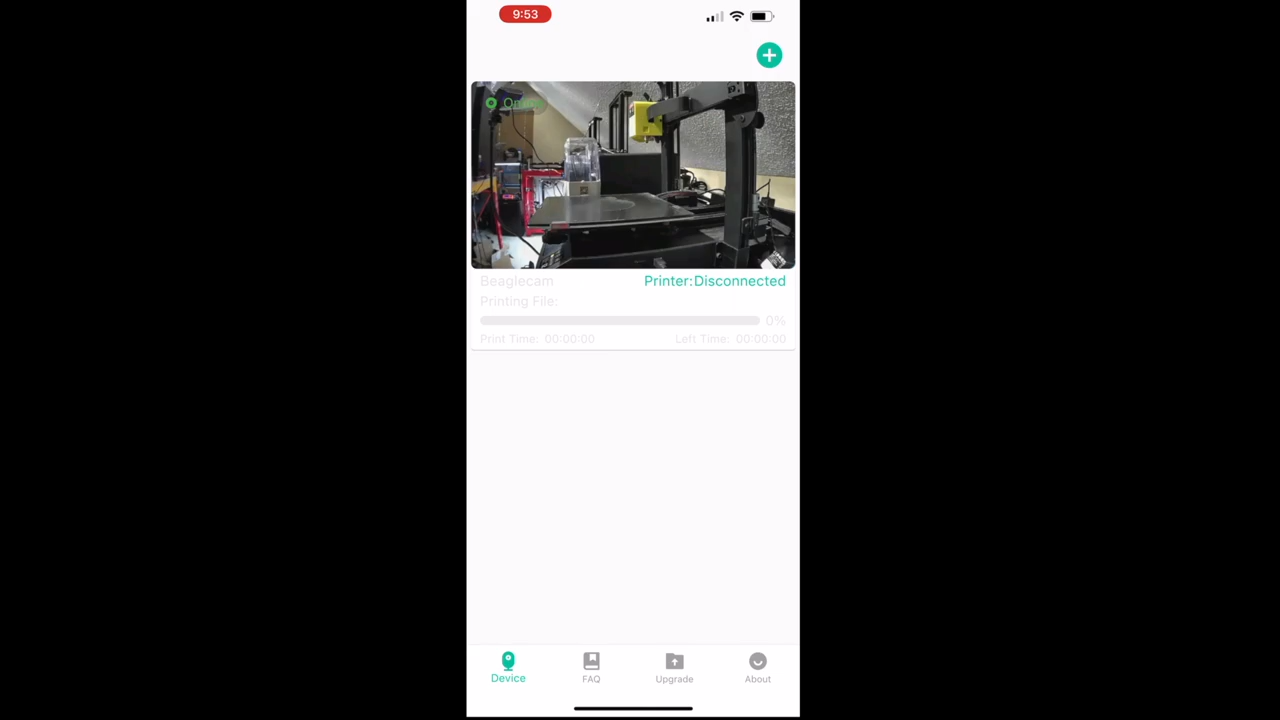 9:53
Online
Beaglecam Printer:Disconnected
Printing File:
0%
Print Time: 00:00:00 Left Time: 00:00:00
Device FAQ Upgrade About